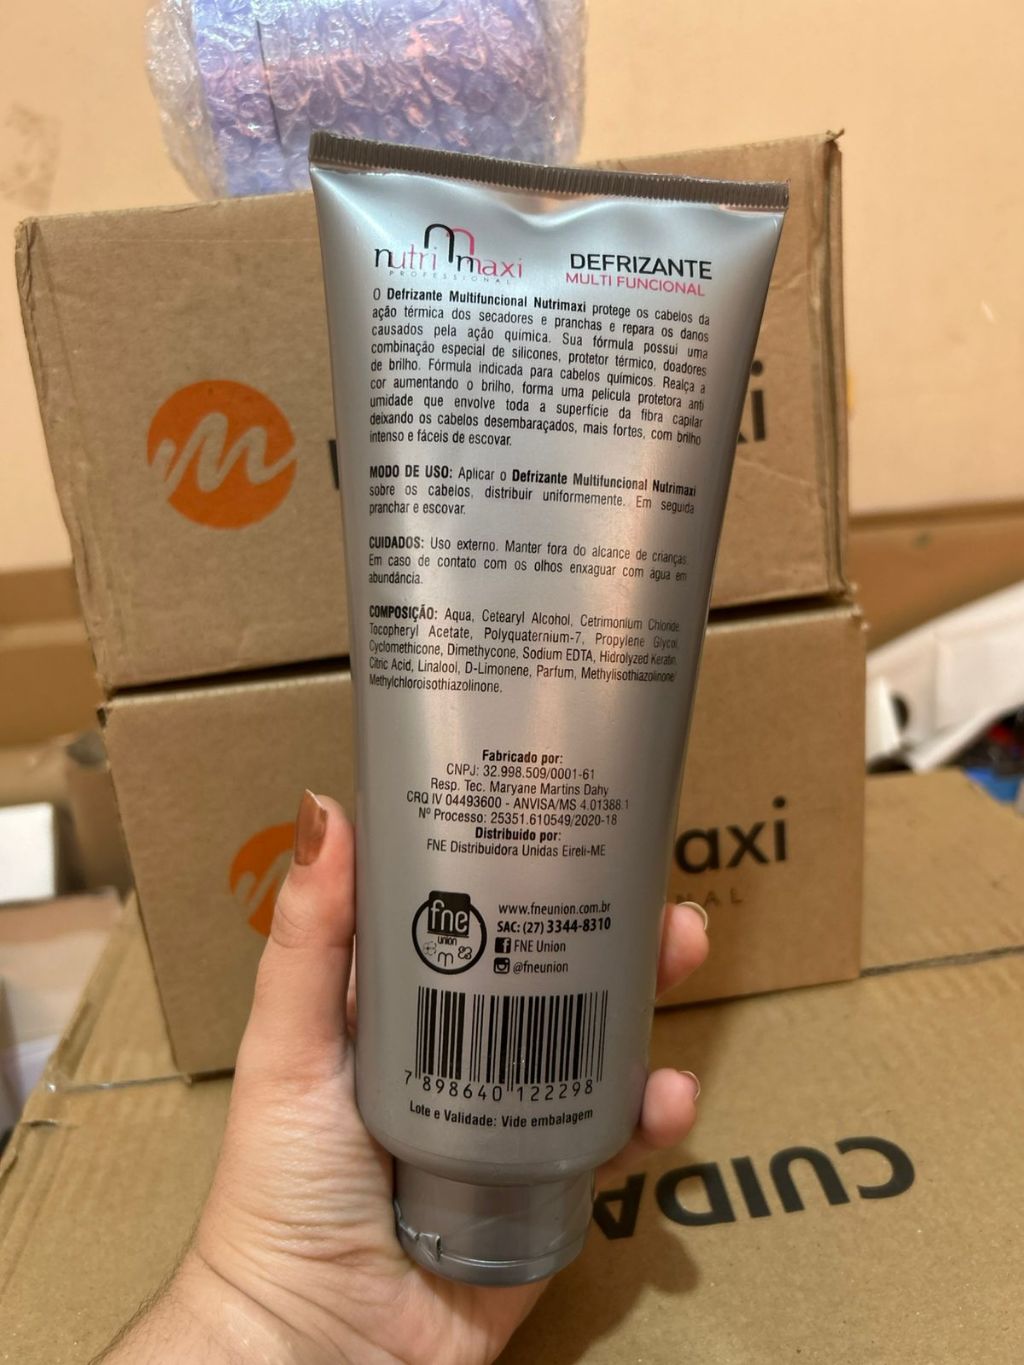 nutri maxi
PROFESSIONAL
DEFRIZANTE
MULTI FUNCIONAL
O Defrizante Multifuncional Nutrimaxi protege os cabelos da
ação térmica dos secadores e pranchas e repara os danos
causados pela ação química. Sua fórmula possui uma
combinação especial de silicones, protetor térmico, doadores
de brilho. Fórmula indicada para cabelos químicos. Realça a
cor aumentando o brilho, forma uma película protetora anti
umidade que envolve toda a superfície da fibra capilar
deixando os cabelos desembaraçados, mais fortes, com brilho
intenso e fáceis de escovar.
MODO DE USO: Aplicar o Defrizante Multifuncional Nutrimaxi
sobre os cabelos, distribuir uniformemente. Em seguida
pranchar e escovar.
CUIDADOS: Uso externo. Manter fora do alcance de crianças.
Em caso de contato com os olhos enxaguar com água em
abundância.
COMPOSIÇÃO: Aqua, Cetearyl Alcohol, Cetrimonium Chloride,
Tocopheryl Acetate, Polyquaternium-7, Propylene Glycol,
Cyclomethicone, Dimethycone, Sodium EDTA, Hidrolyzed Keratin,
Citric Acid, Linalool, D-Limonene, Parfum, Methylisothiazolinone/
Methylchloroisothiazolinone.
Fabricado por:
CNPJ: 32.998.509/0001-61
Resp. Tec. Maryane Martins Dahy
CRQ IV 04493600 - ANVISA/MS 4.01388.1
Nº Processo: 25351.610549/2020-18
Distribuido por:
FNE Distribuidora Unidas Eireli-ME
fne
union
www.fneunion.com.br
SAC: (27) 3344-8310
FNE Union
@fneunion
7 898640 122298
Lote e Validade: Vide embalagem
xi
axi
NAL
CUIDA